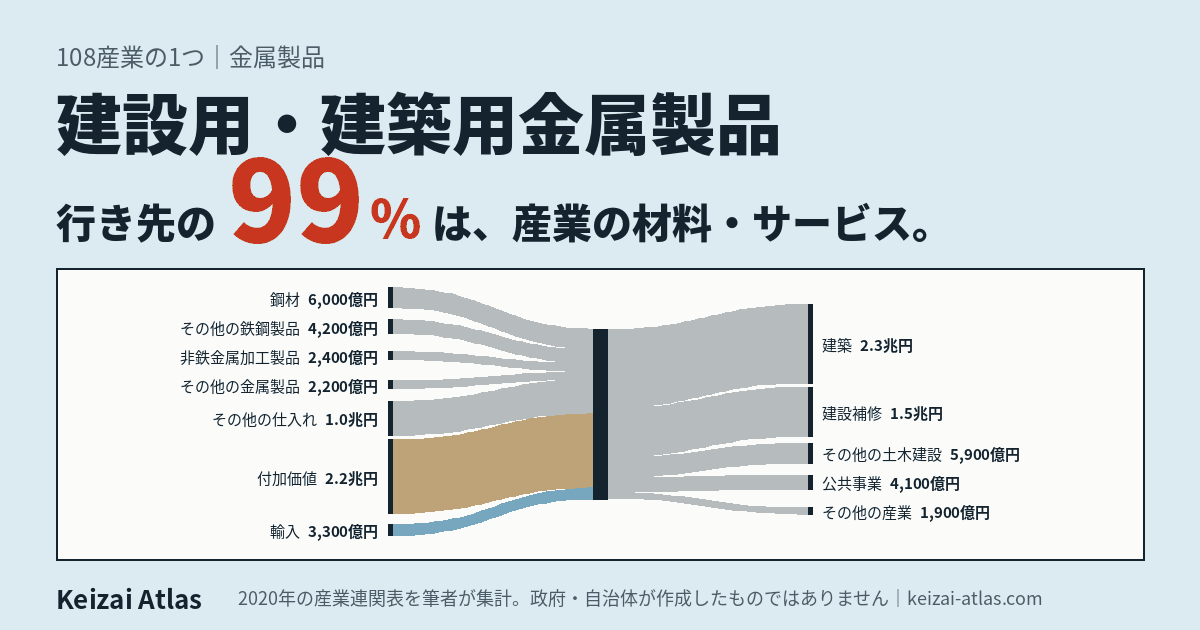 108産業の1つ｜金属製品
建設用・建築用金属製品
行き先の 99% は、産業の材料・サービス。
鋼材 6,000億円
その他の鉄鋼製品 4,200億円
非鉄金属加工製品 2,400億円
その他の金属製品 2,200億円
その他の仕入れ 1.0兆円
付加価値 2.2兆円
輸入 3,300億円
建築 2.3兆円
建設補修 1.5兆円
その他の土木建設 5,900億円
公共事業 4,100億円
その他の産業 1,900億円
Keizai Atlas 2020年の産業連関表を筆者が集計。政府・自治体が作成したものではありません｜keizai-atlas.com